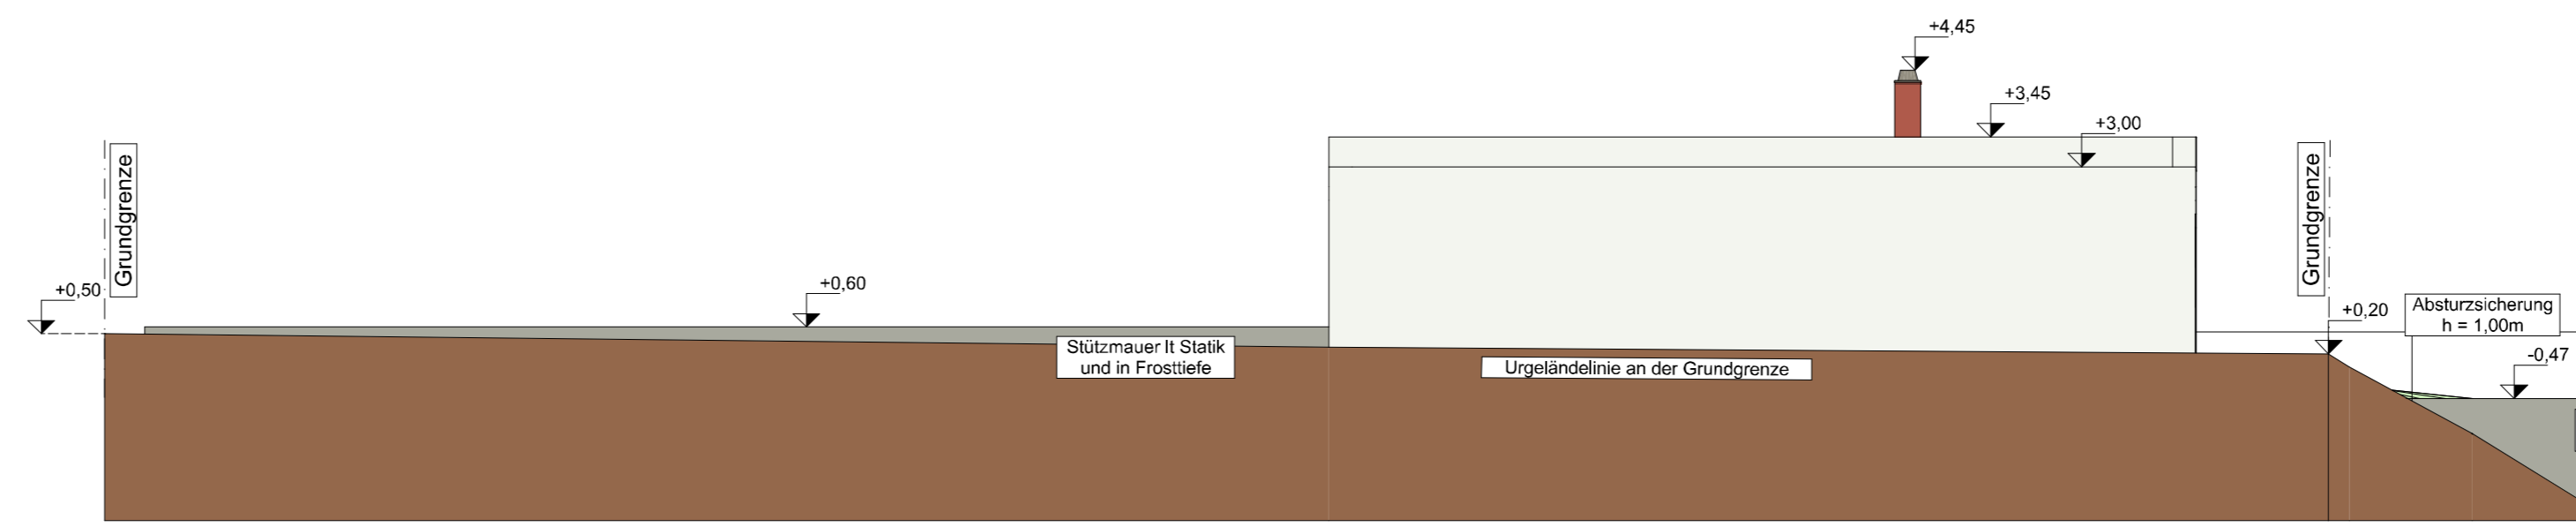 +4,45
+3,45
+3,00
Grundgrenze
Grundgrenze
+0,50
+0,60
+0,20
Absturzsicherung
h = 1,00m
Stützmauer lt Statik
und in Frosttiefe
Urgeländelinie an der Grundgrenze
-0,47